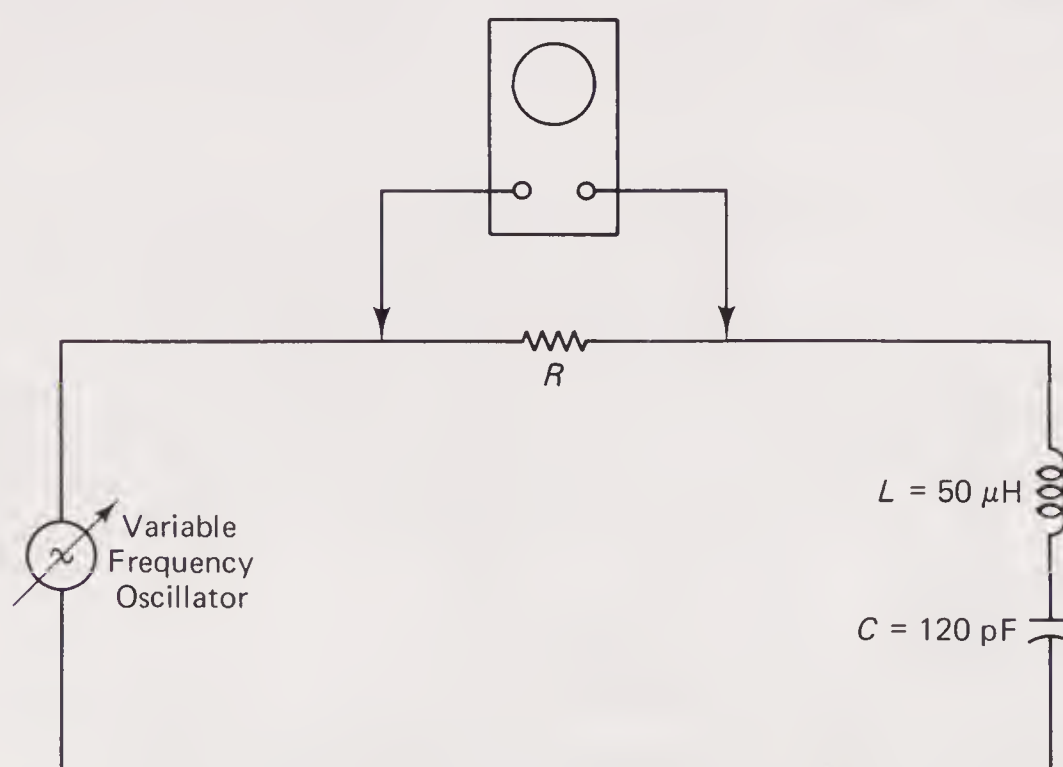 R
L = 50 μH
Variable
Frequency
Oscillator
C = 120 pF